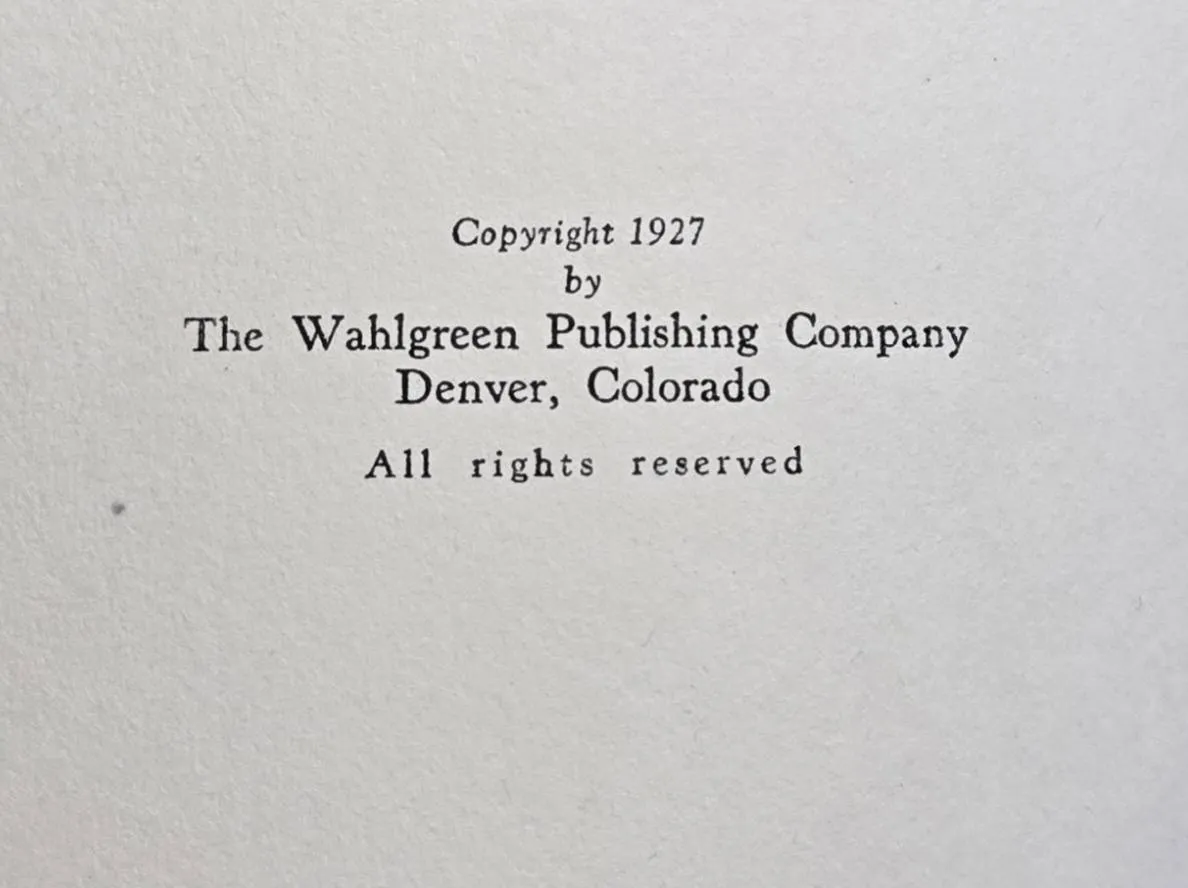 Copyright 1927
by
The Wahlgreen Publishing Company
Denver, Colorado
All rights reserved